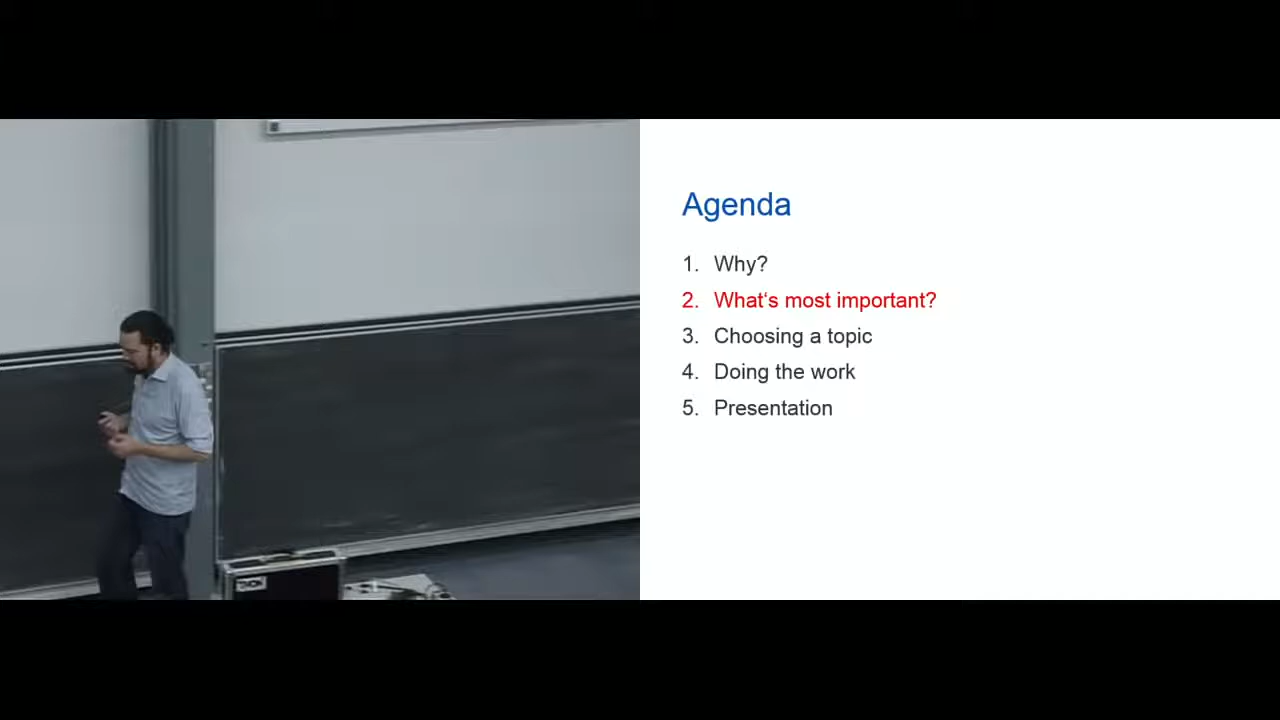 Agenda
1. Why?
2. What‘s most important?
3. Choosing a topic
4. Doing the work
5. Presentation